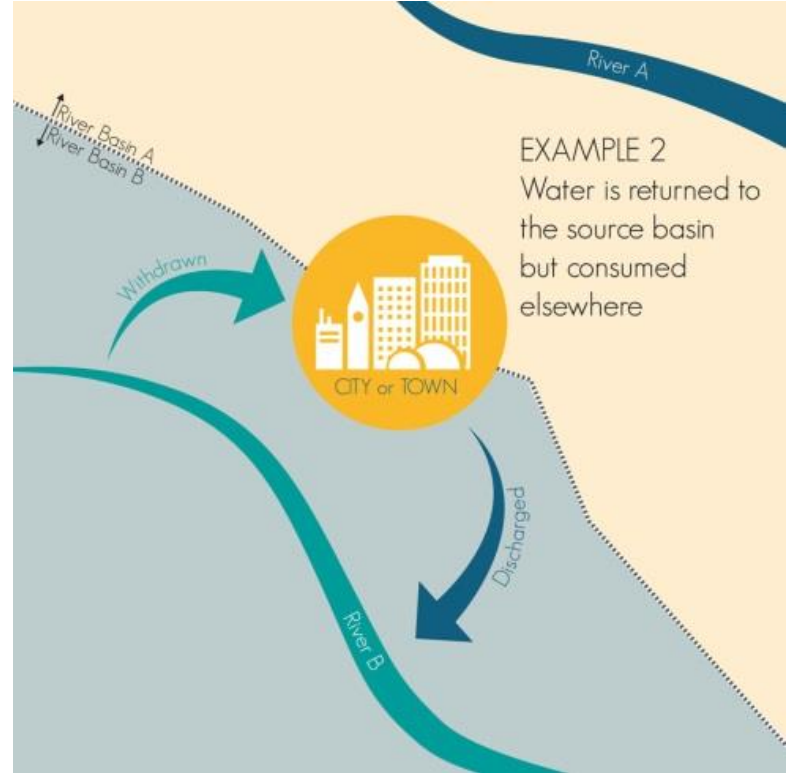 River A
River Basin A
River Basin B
EXAMPLE 2
Water is returned to
the source basin
but consumed
elsewhere
Withdrawn
CITY or TOWN
Discharged
River B